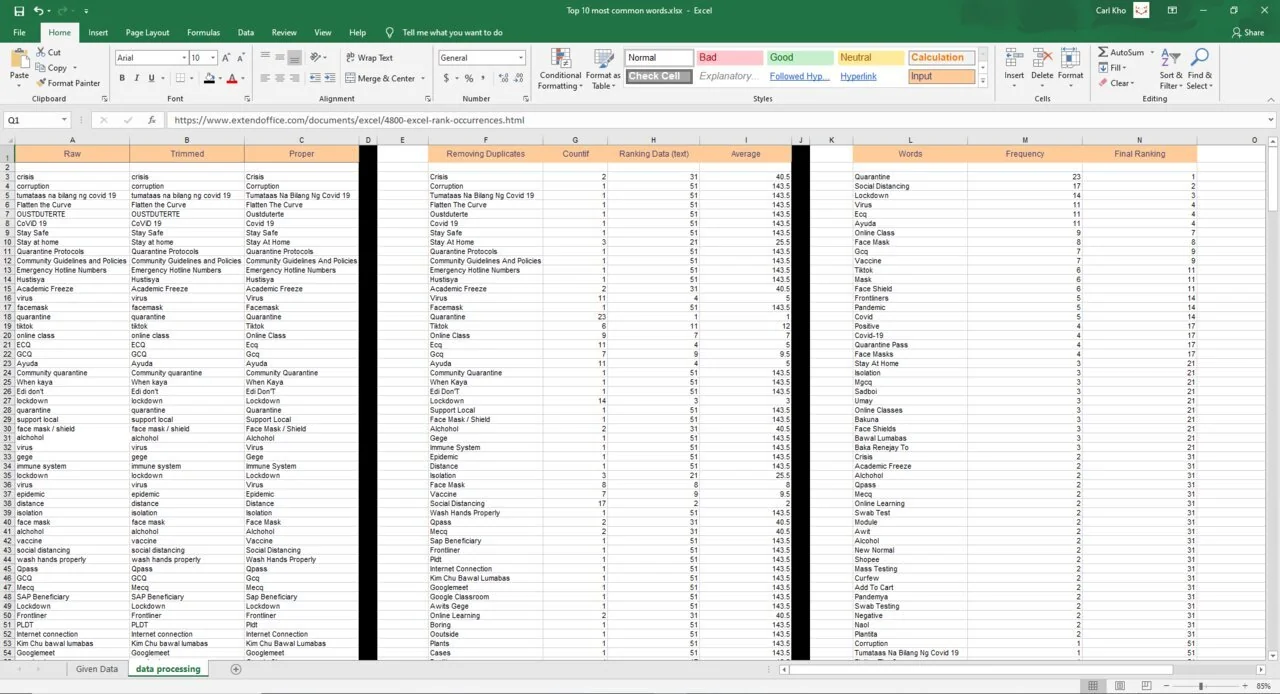 Top 10 most common words.xlsx - Excel Carl Kho
File Home Insert Page Layout Formulas Data Review View Help Tell me what you want to do Share
Paste Cut Copy Format Painter Clipboard
Arial 10 B I U Font
Wrap Text Merge & Center Alignment
General $ % , Number
Conditional Formatting Format as Table
Normal Bad Good Neutral Calculation
Check Cell Explanatory... Followed Hyp... Hyperlink Input
Styles
Insert Delete Format Cells
AutoSum Fill Clear Sort & Filter Find & Select Editing
Q1 fx https://www.extendoffice.com/documents/excel/4800-excel-rank-occurrences.html
A B C D E F G H I J K L M N O
1 Raw Trimmed Proper Removing Duplicates Countif Ranking Data (text) Average Words Frequency Final Ranking
2
3 crisis crisis Crisis Crisis 2 31 40.5 Quarantine 23 1
4 corruption corruption Corruption Corruption 1 51 143.5 Social Distancing 17 2
5 tumataas na bilang ng covid 19 tumataas na bilang ng covid 19 Tumataas Na Bilang Ng Covid 19 Tumataas Na Bilang Ng Covid 19 1 51 143.5 Lockdown 14 3
6 Flatten the Curve Flatten the Curve Flatten The Curve Flatten The Curve 1 51 143.5 Virus 11 4
7 OUSTDUTERTE OUSTDUTERTE Oustduterte Oustduterte 1 51 143.5 Ecq 11 4
8 CoViD 19 CoViD 19 Covid 19 Covid 19 1 51 143.5 Ayuda 11 4
9 Stay Safe Stay Safe Stay Safe Stay Safe 1 51 143.5 Online Class 9 7
10 Stay at home Stay at home Stay At Home Stay At Home 3 21 25.5 Face Mask 8 8
11 Quarantine Protocols Quarantine Protocols Quarantine Protocols Quarantine Protocols 1 51 143.5 Gcq 7 9
12 Community Guidelines and Policies Community Guidelines and Policies Community Guidelines And Policies Community Guidelines And Policies 1 51 143.5 Vaccine 7 9
13 Emergency Hotline Numbers Emergency Hotline Numbers Emergency Hotline Numbers Emergency Hotline Numbers 1 51 143.5 Tiktok 6 11
14 Hustisya Hustisya Hustisya Hustisya 1 51 143.5 Mask 6 11
15 Academic Freeze Academic Freeze Academic Freeze Academic Freeze 2 31 40.5 Face Shield 6 11
16 virus virus Virus Virus 11 4 5 Frontliners 5 14
17 facemask facemask Facemask Facemask 1 51 143.5 Pandemic 5 14
18 quarantine quarantine Quarantine Quarantine 23 1 1 Covid 5 14
19 tiktok tiktok Tiktok Tiktok 6 11 12 Positive 4 17
20 online class online class Online Class Online Class 9 7 7 Covid-19 4 17
21 ECQ ECQ Ecq Ecq 11 4 5 Quarantine Pass 4 17
22 GCQ GCQ Gcq Gcq 7 9 9.5 Face Masks 4 17
23 Ayuda Ayuda Ayuda Ayuda 11 4 5 Stay At Home 3 21
24 Community quarantine Community quarantine Community Quarantine Community Quarantine 1 51 143.5 Isolation 3 21
25 When kaya When kaya When Kaya When Kaya 1 51 143.5 Mgcq 3 21
26 Edi don't Edi don't Edi Don'T Edi Don'T 1 51 143.5 Sadboi 3 21
27 lockdown lockdown Lockdown Lockdown 14 3 3 Umay 3 21
28 quarantine quarantine Quarantine Support Local 1 51 143.5 Online Classes 3 21
29 support local support local Support Local Face Mask / Shield 1 51 143.5 Bakuna 3 21
30 face mask / shield face mask / shield Face Mask / Shield Alchohol 2 31 40.5 Face Shields 3 21
31 alchohol alchohol Alchohol Gege 1 51 143.5 Bawal Lumabas 3 21
32 virus virus Virus Immune System 1 51 143.5 Baka Renejay To 3 21
33 gege gege Gege Epidemic 1 51 143.5 Crisis 2 31
34 immune system immune system Immune System Distance 1 51 143.5 Academic Freeze 2 31
35 lockdown lockdown Lockdown Isolation 3 21 25.5 Alchohol 2 31
36 virus virus Virus Face Mask 8 8 8 Qpass 2 31
37 epidemic epidemic Epidemic Vaccine 7 9 9.5 Mecq 2 31
38 distance distance Distance Social Distancing 17 2 2 Online Learning 2 31
39 isolation isolation Isolation Wash Hands Properly 1 51 143.5 Swab Test 2 31
40 face mask face mask Face Mask Qpass 2 31 40.5 Module 2 31
41 alchohol alchohol Alchohol Mecq 2 31 40.5 Awit 2 31
42 vaccine vaccine Vaccine Sap Beneficiary 1 51 143.5 Alcohol 2 31
43 social distancing social distancing Social Distancing Frontliner 1 51 143.5 New Normal 2 31
44 wash hands properly wash hands properly Wash Hands Properly Pldt 1 51 143.5 Shopee 2 31
45 Qpass Qpass Qpass Internet Connection 1 51 143.5 Mass Testing 2 31
46 GCQ GCQ Gcq Kim Chu Bawal Lumabas 1 51 143.5 Curfew 2 31
47 Mecq Mecq Mecq Googlemeet 1 51 143.5 Add To Cart 2 31
48 SAP Beneficiary SAP Beneficiary Sap Beneficiary Google Classroom 1 51 143.5 Pandemya 2 31
49 Lockdown Lockdown Lockdown Awits Gege 1 51 143.5 Swab Testing 2 31
50 Frontliner Frontliner Frontliner Online Learning 2 31 40.5 Negative 2 31
51 PLDT PLDT Pldt Boring 1 51 143.5 Naol 2 31
52 Internet connection Internet connection Internet Connection Ooutside 1 51 143.5 Plantita 2 31
53 Kim Chu bawal lumabas Kim Chu bawal lumabas Kim Chu Bawal Lumabas Plants 1 51 143.5 Corruption 1 51
54 Googlemeet Googlemeet Googlemeet Cases 1 51 143.5 Tumataas Na Bilang Ng Covid 19 1 51
Given Data data processing
85%